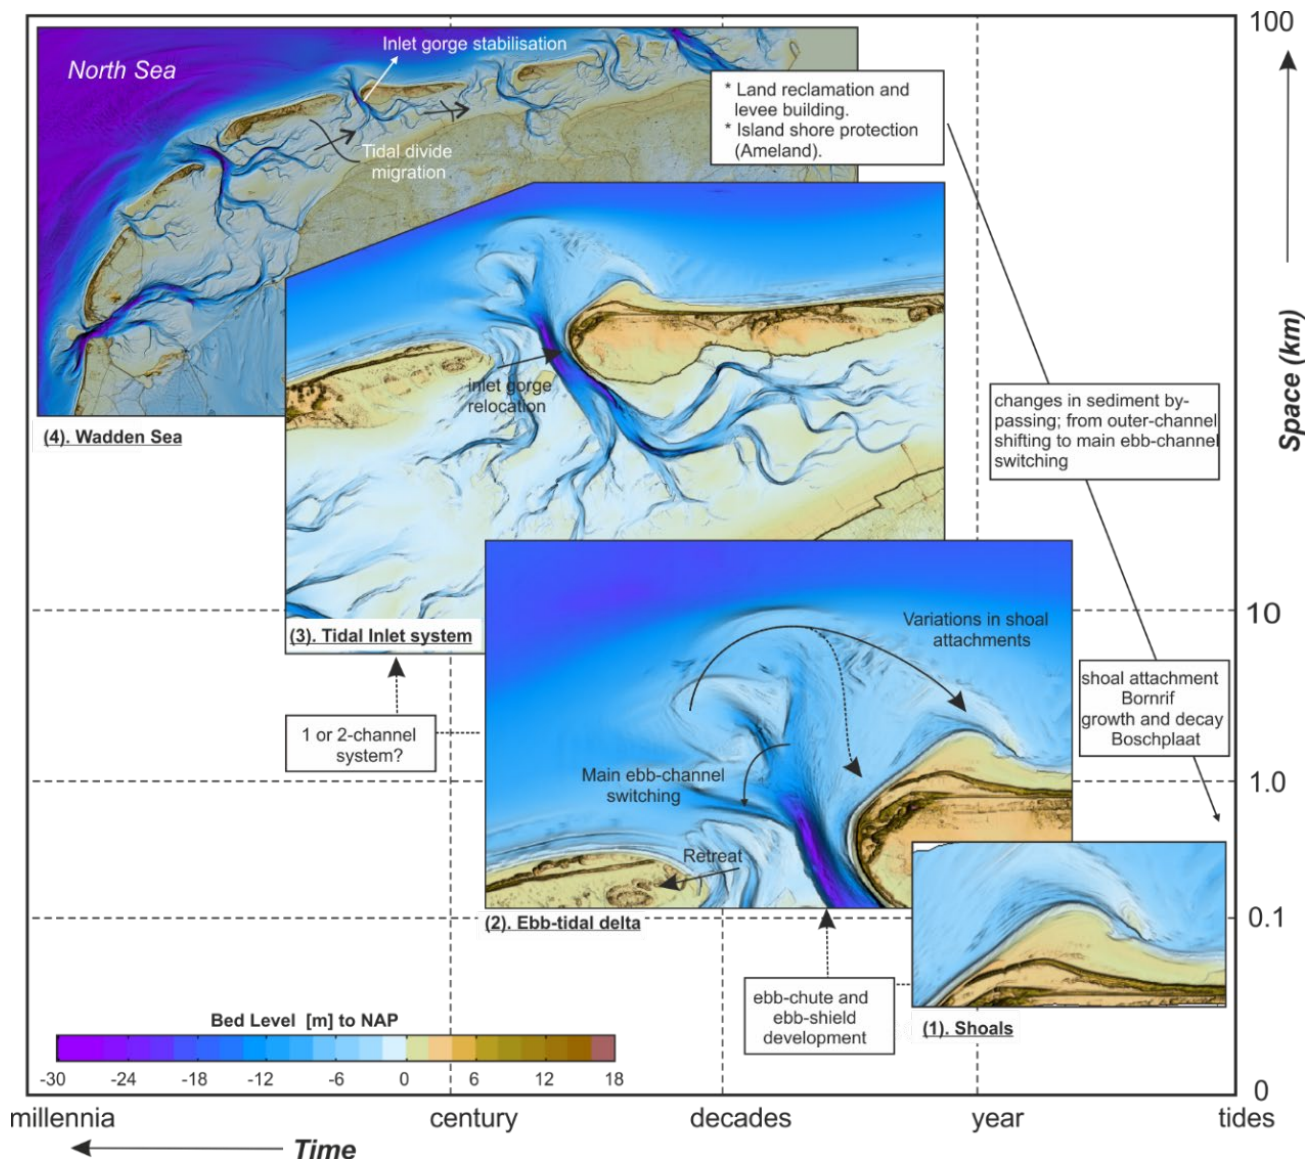 100
North Sea
Inlet gorge stabilisation
Tidal divide
migration
* Land reclamation and
levee building.
* Island shore protection
(Ameland).
(4). Wadden Sea
inlet gorge
relocation
Space (km)
changes in sediment by-
passing; from outer-channel
shifting to main ebb-channel
switching
10
(3). Tidal Inlet system
Variations in shoal
attachments
shoal attachment
Bornrif
growth and decay
Boschplaat
1 or 2-channel
system?
Main ebb-channel
switching
1.0
Retreat
(2). Ebb-tidal delta
0.1
ebb-chute and
ebb-shield
development
(1). Shoals
Bed Level [m] to NAP
-30 -24 -18 -12 -6 0 6 12 18
0
millennia century decades year tides
Time